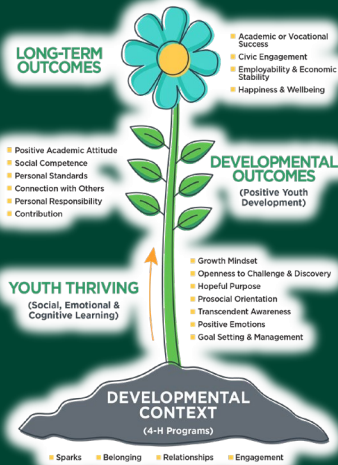 LONG-TERM
OUTCOMES
Academic or Vocational
Success
Civic Engagement
Employability & Economic
Stability
Happiness & Wellbeing
Positive Academic Attitude
Social Competence
Personal Standards
Connection with Others
Personal Responsibility
Contribution
DEVELOPMENTAL
OUTCOMES
(Positive Youth
Development)
YOUTH THRIVING
(Social, Emotional &
Cognitive Learning)
Growth Mindset
Openness to Challenge & Discovery
Hopeful Purpose
Prosocial Orientation
Transcendent Awareness
Positive Emotions
Goal Setting & Management
DEVELOPMENTAL
CONTEXT
(4-H Programs)
Sparks Belonging Relationships Engagement